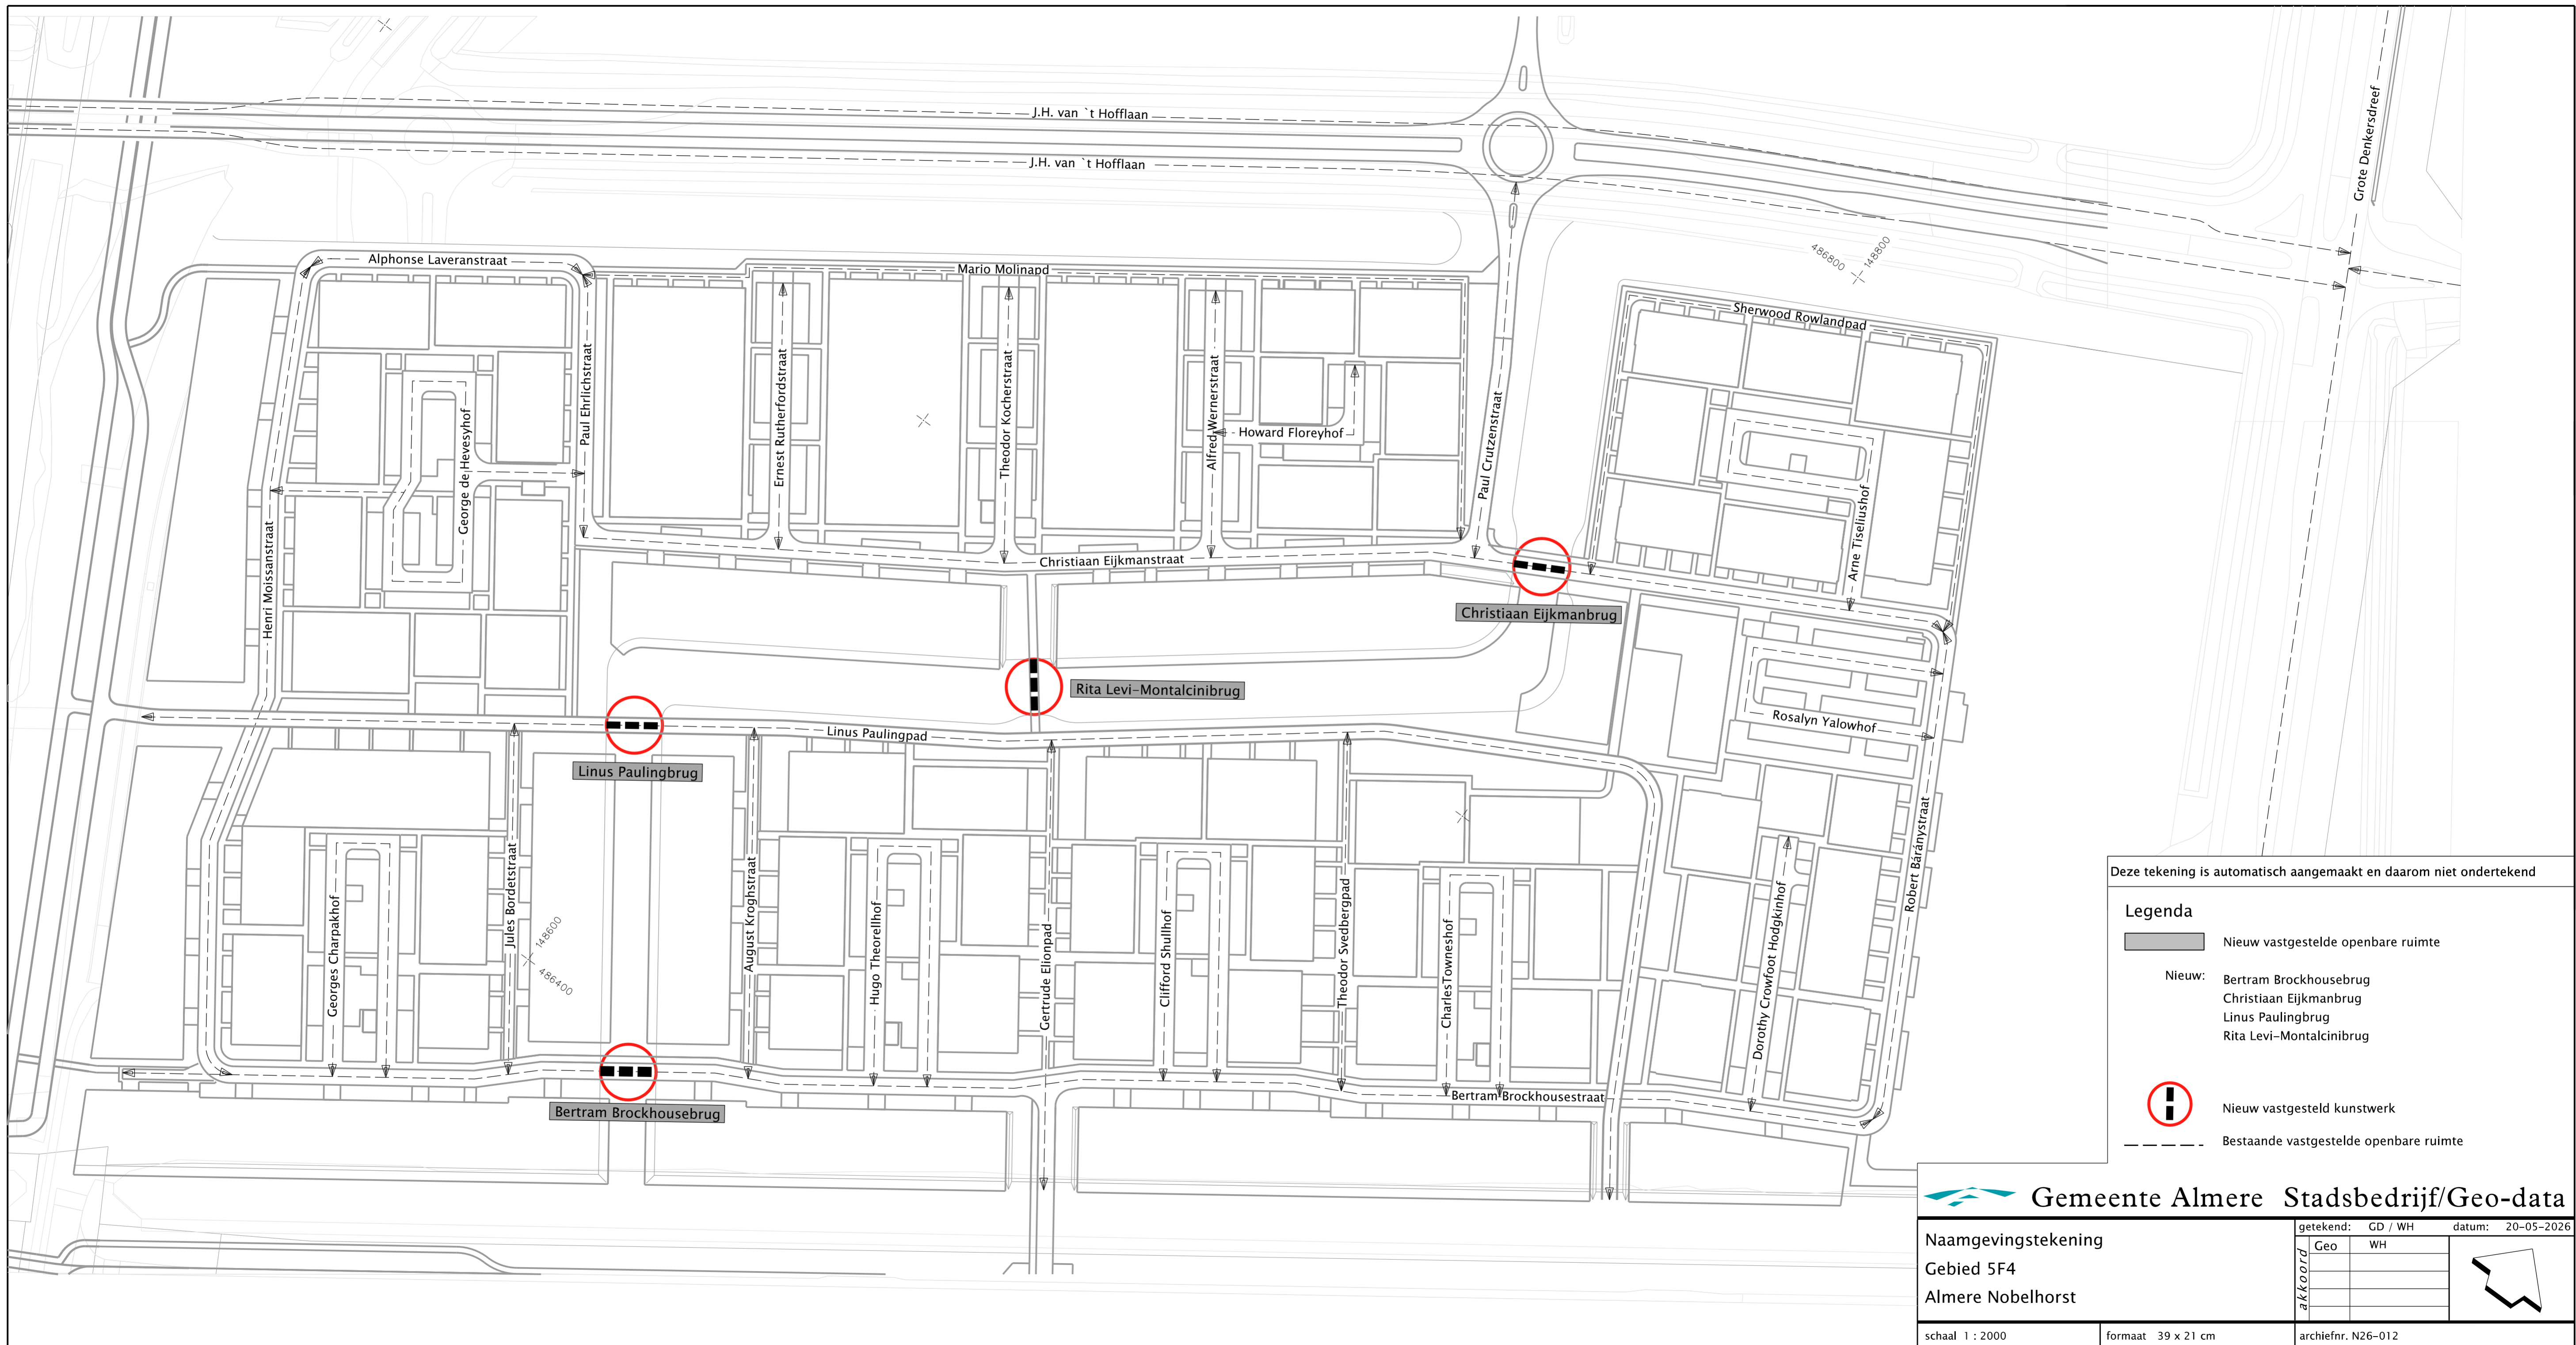 J.H. van `t Hofflaan
J.H. van `t Hofflaan
Grote Denkersdreef
Alphonse Laveranstraat
Mario Molinapd
486800
148800
Sherwood Rowlandpad
Paul Ehrlichstraat
Ernest Rutherfordstraat
Theodor Kocherstraat
Alfred Wernerstraat
Howard Floreyhof
Paul Crutzenstraat
George de Hevesyhof
Henri Moissanstraat
Arne Tiseliushof
Christiaan Eijkmanstraat
Christiaan Eijkmanbrug
Rita Levi-Montalcinibrug
Linus Paulingpad
Linus Paulingbrug
Rosalyn Yalowhof
Robert Báránystraat
Georges Charpakhof
Jules Bordetstraat
148600
486400
August Kroghstraat
Hugo Theorellhof
Gertrude Elionpad
Clifford Shullhof
Theodor Svedbergpad
CharlesTowneshof
Dorothy Crowfoot Hodgkinhof
Bertram Brockhousestraat
Bertram Brockhousebrug
Deze tekening is automatisch aangemaakt en daarom niet ondertekend
Legenda
Nieuw vastgestelde openbare ruimte
Nieuw: Bertram Brockhousebrug
Christiaan Eijkmanbrug
Linus Paulingbrug
Rita Levi-Montalcinibrug
Nieuw vastgesteld kunstwerk
Bestaande vastgestelde openbare ruimte
Gemeente Almere Stadsbedrijf/Geo-data
Naamgevingstekening
Gebied 5F4
Almere Nobelhorst
getekend: GD / WH datum: 20-05-2026
akkoord
Geo WH
schaal 1 : 2000 formaat 39 x 21 cm archiefnr. N26-012